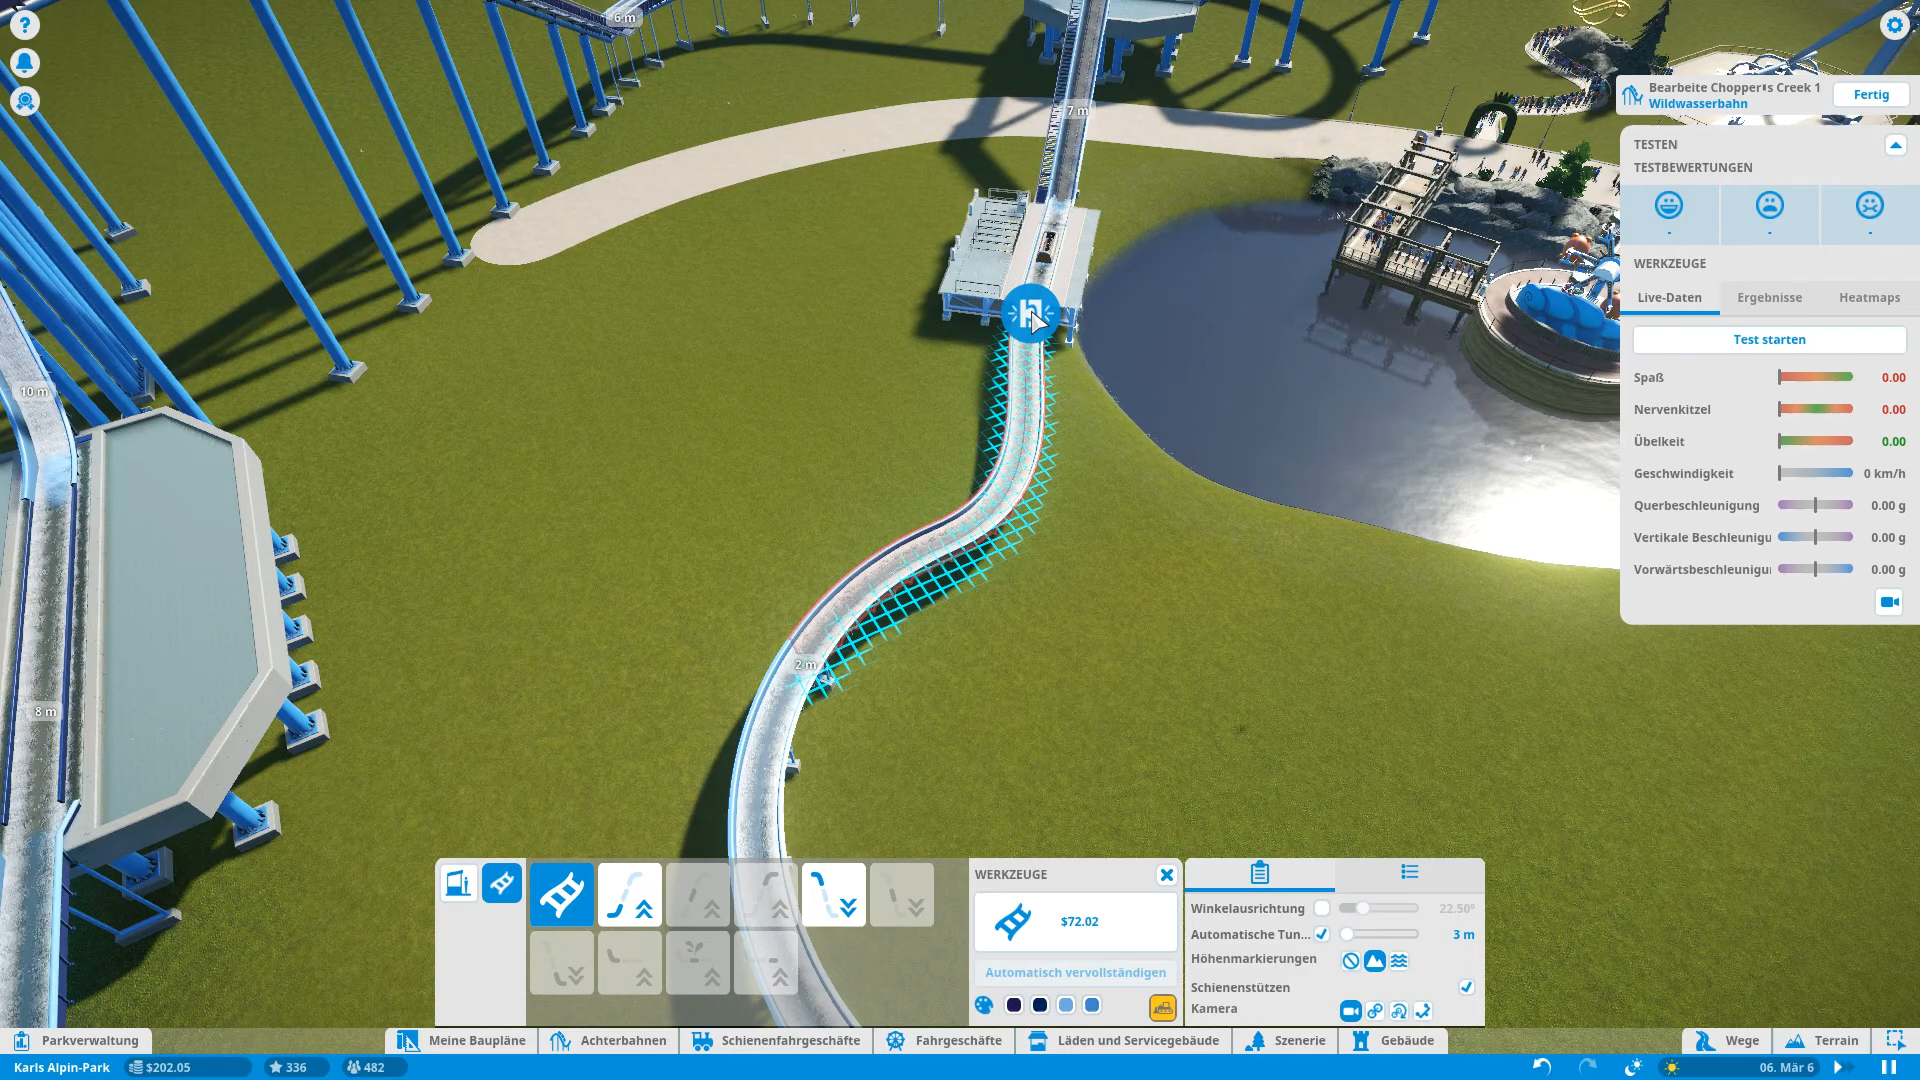 6 m
7 m
10 m
8 m
2 m
Bearbeite Chopper's Creek 1
Wildwasserbahn
Fertig
TESTEN
TESTBEWERTUNGEN
- - -
WERKZEUGE
Live-Daten Ergebnisse Heatmaps
Test starten
Spaß 0.00
Nervenkitzel 0.00
Übelkeit 0.00
Geschwindigkeit 0 km/h
Querbeschleunigung 0.00 g
Vertikale Beschleunigu 0.00 g
Vorwärtsbeschleunigu 0.00 g
WERKZEUGE
$72.02
Automatisch vervollständigen
Winkelausrichtung 22.50°
Automatische Tun... 3 m
Höhenmarkierungen
Schienenstützen
Kamera
Parkverwaltung Meine Baupläne Achterbahnen Schienenfahrgeschäfte Fahrgeschäfte Läden und Servicegebäude Szenerie Gebäude Wege Terrain
Karls Alpin-Park $202.05 336 482 06. Mär 6